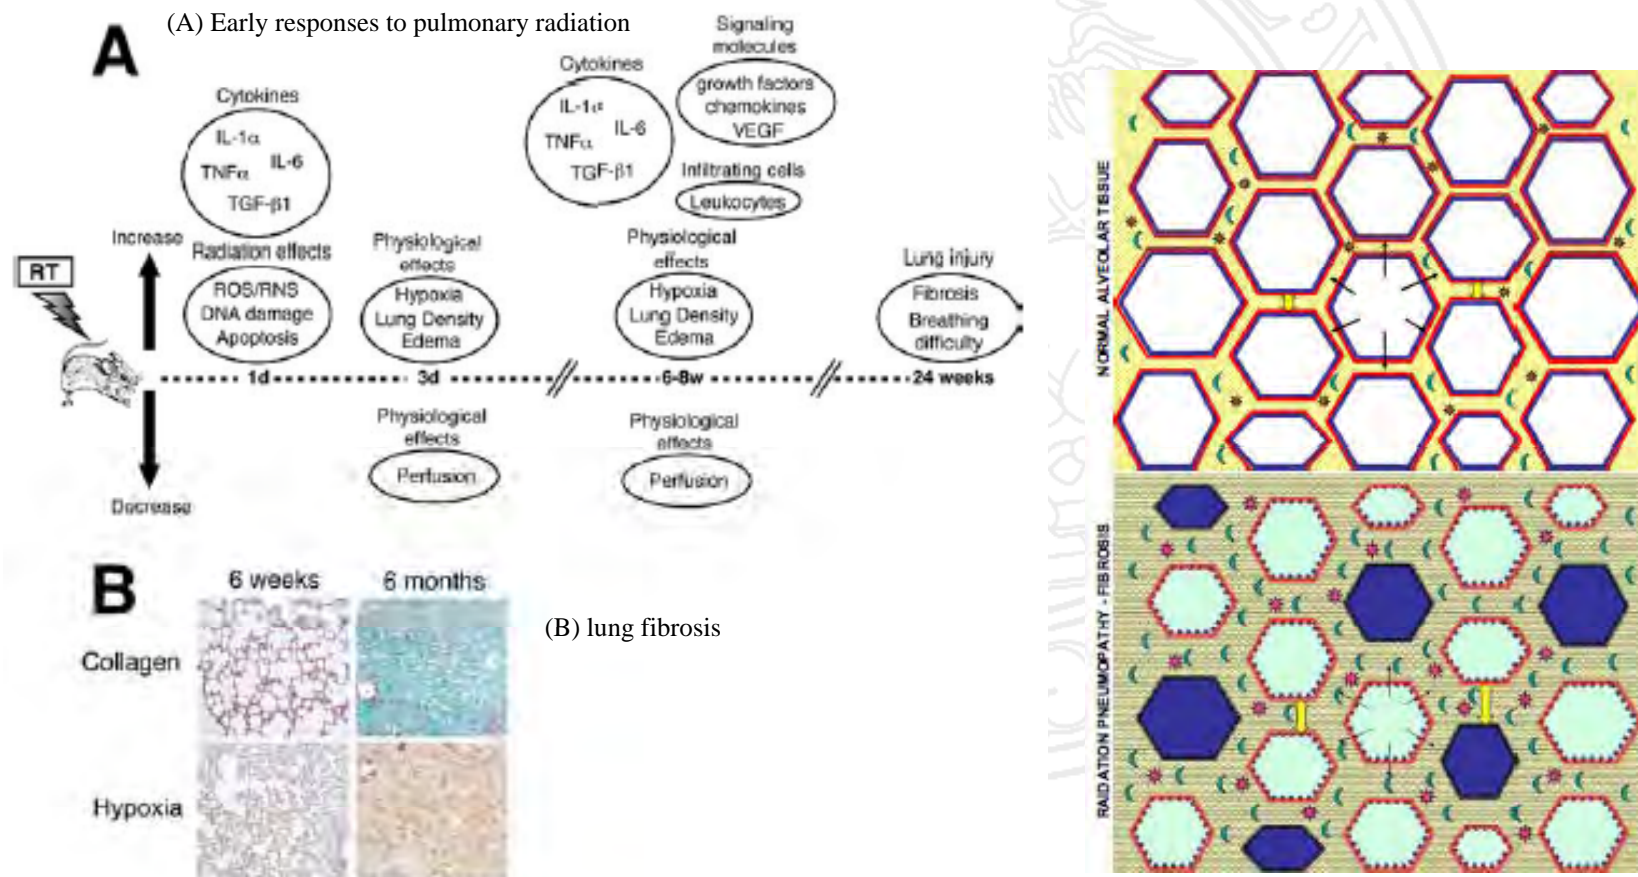 (A) Early responses to pulmonary radiation
A
Cytokines
IL-1α
TNFα
IL-6
TGF-β1
Increase
Radiation effects
ROS/RNS
DNA damage
Apoptosis
RT
Physiological
effects
Hypoxia
Lung Density
Edema
Cytokines
IL-1α
TNFα
IL-6
TGF-β1
Signaling
molecules
growth factors
chemokines
VEGF
Infiltrating cells
Leukocytes
Physiological
effects
Hypoxia
Lung Density
Edema
Lung injury
Fibrosis
Breathing
difficulty
1d
3d
6-8w
24 weeks
Physiological
effects
Perfusion
Physiological
effects
Perfusion
Decrease
B
6 weeks
6 months
Collagen
(B) lung fibrosis
Hypoxia
NORMAL ALVEOLAR TISSUE
RAIDATION PNEUMOPATHY - FIBROSIS